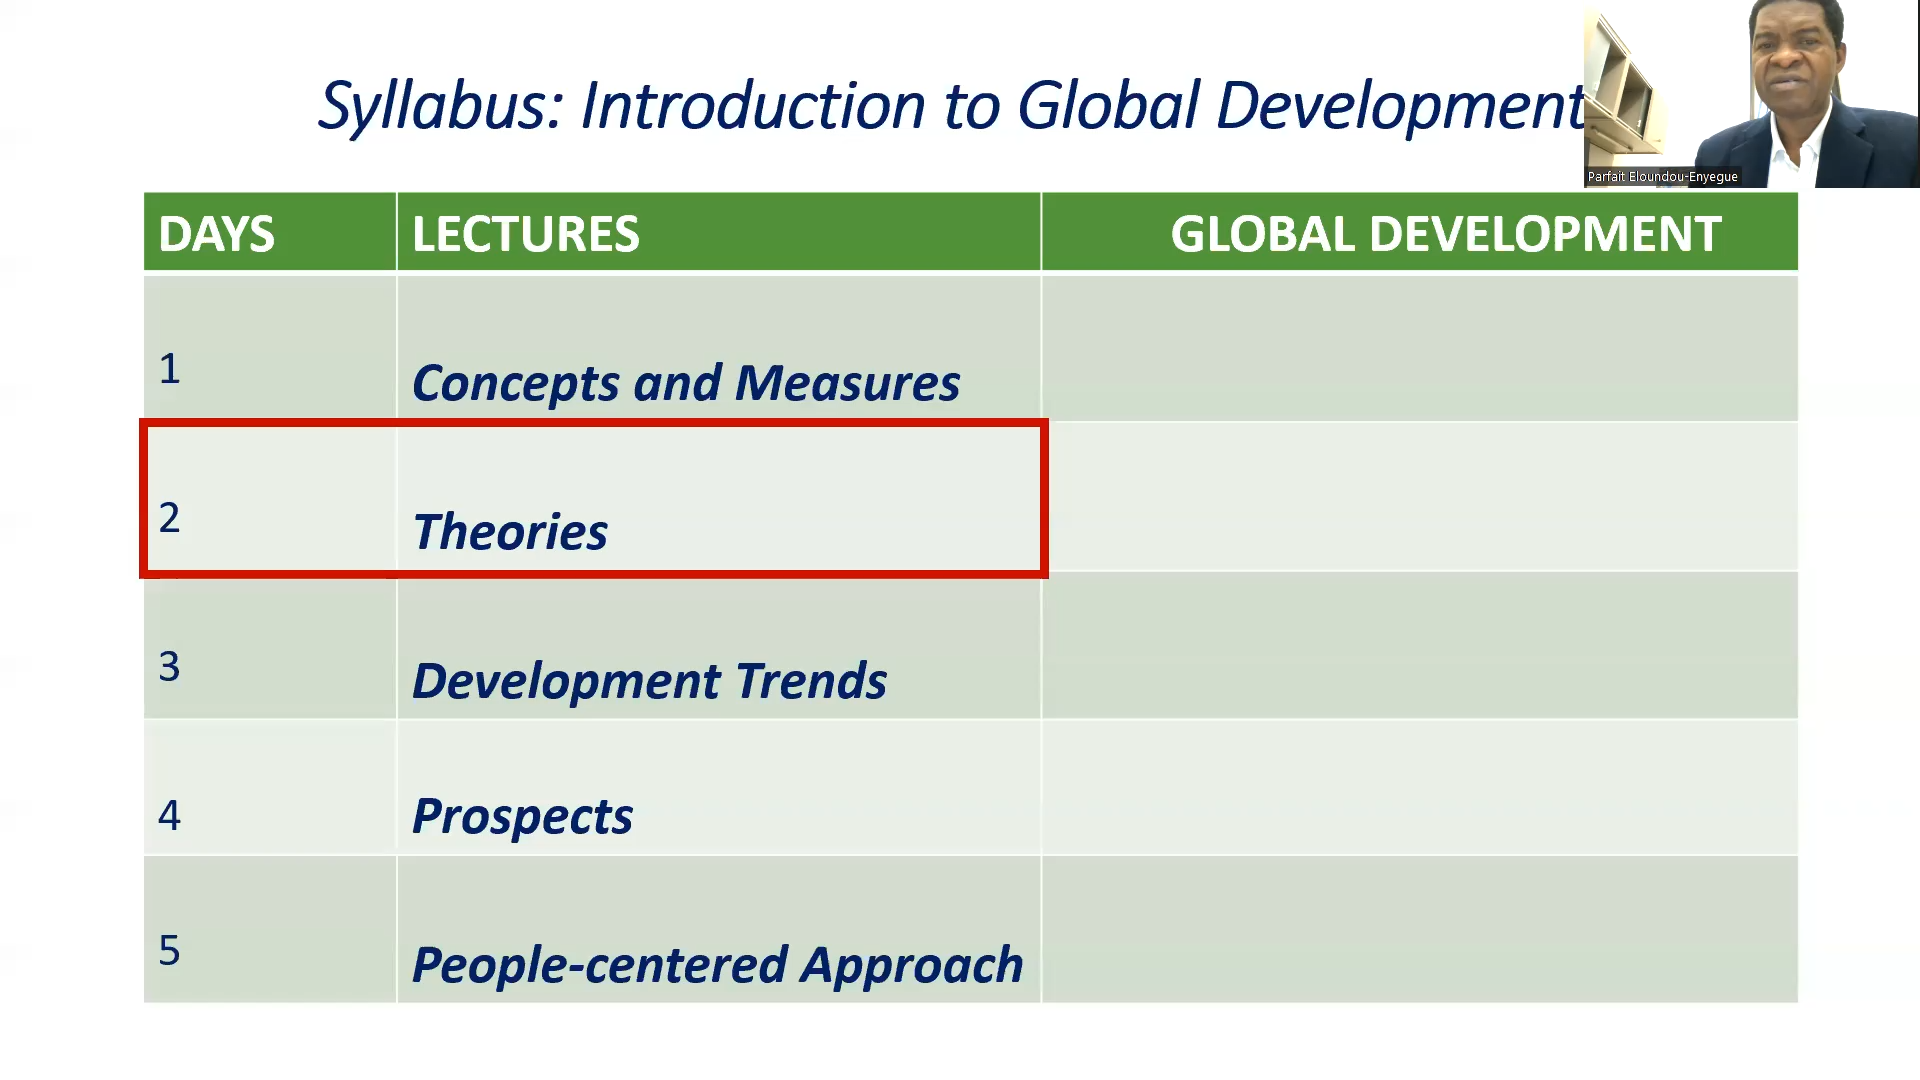 Syllabus: Introduction to Global Development
Parfait Eloundou-Enyegue
DAYS LECTURES GLOBAL DEVELOPMENT
1 Concepts and Measures
2 Theories
3 Development Trends
4 Prospects
5 People-centered Approach